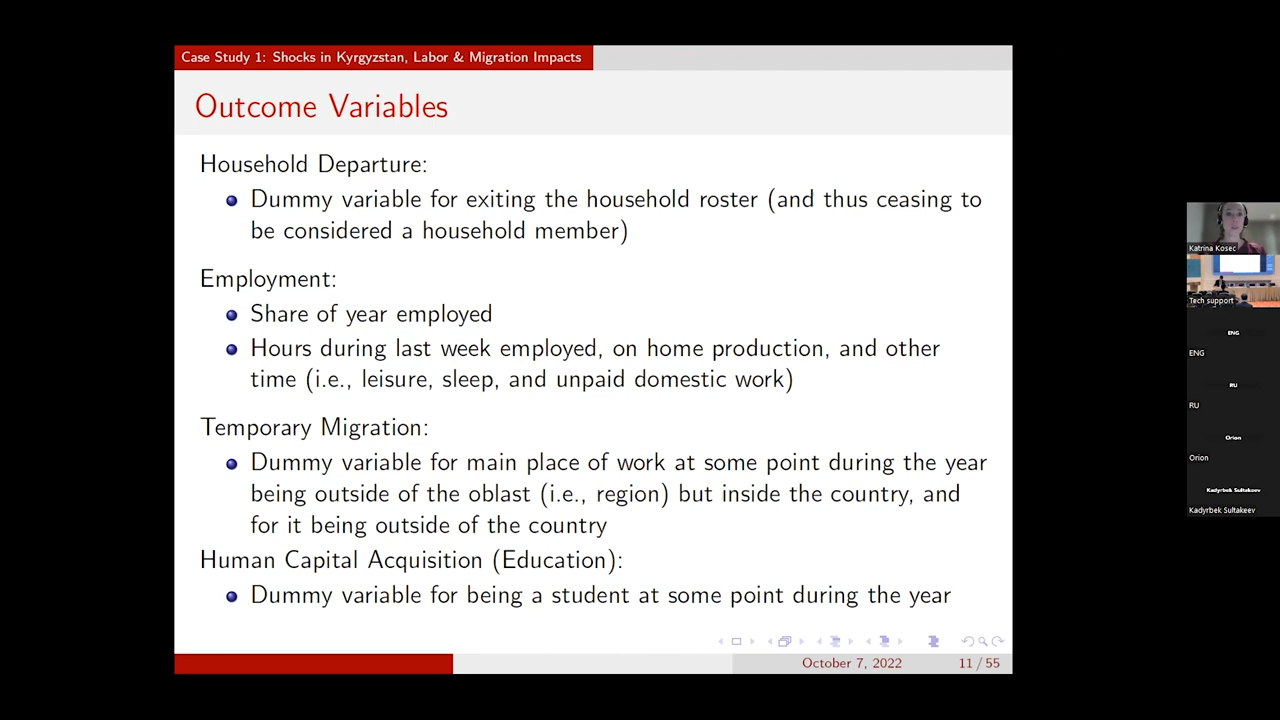 Case Study 1: Shocks in Kyrgyzstan, Labor & Migration Impacts
Outcome Variables
Household Departure:
Dummy variable for exiting the household roster (and thus ceasing to
be considered a household member)
Employment:
Share of year employed
Hours during last week employed, on home production, and other
time (i.e., leisure, sleep, and unpaid domestic work)
Temporary Migration:
Dummy variable for main place of work at some point during the year
being outside of the oblast (i.e., region) but inside the country, and
for it being outside of the country
Human Capital Acquisition (Education):
Dummy variable for being a student at some point during the year
October 7, 2022
11 / 55
Katrina Kosec
Tech support
ENG
ENG
RU
RU
Orion
Orion
Kadyrbek Sultakeev
Kadyrbek Sultakeev